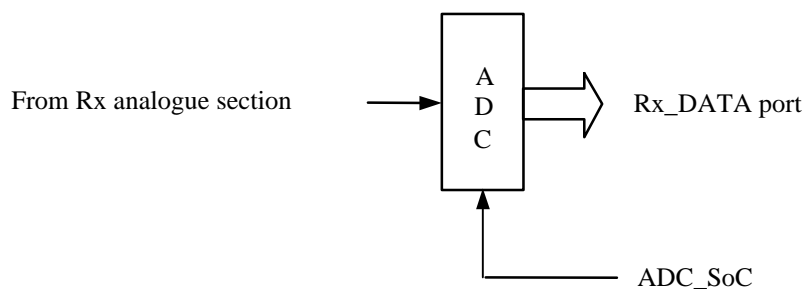 From Rx analogue section
A
D
C
Rx_DATA port
ADC_SoC